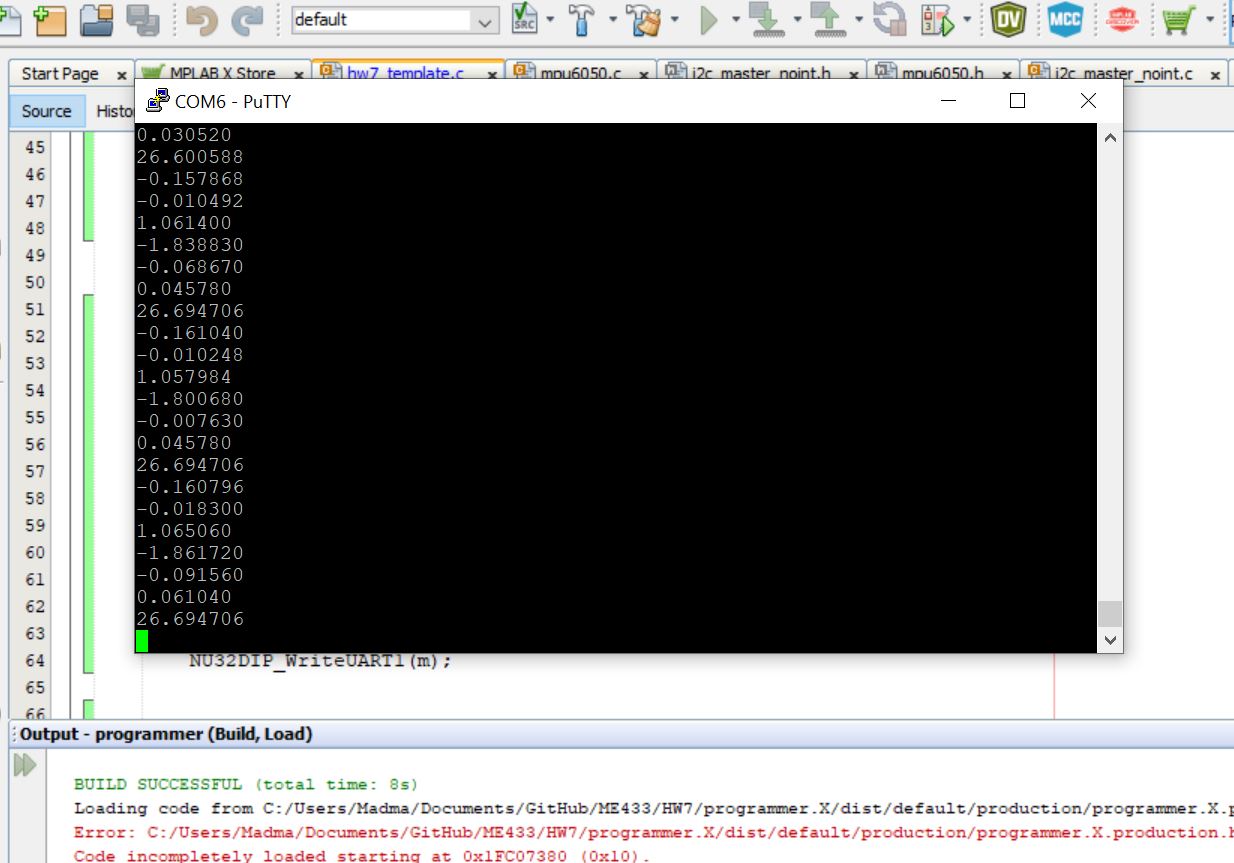 default
SRC
DV
MCC
Start Page
MPLAB X Store
hw7_template.c
mpu6050.c
i2c_master_noint.h
mpu6050.h
i2c_master_noint.c
Source
Histo
COM6 - PuTTY
45
46
47
48
49
50
51
52
53
54
55
56
57
58
59
60
61
62
63
64
65
66
0.030520
26.600588
-0.157868
-0.010492
1.061400
-1.838830
-0.068670
0.045780
26.694706
-0.161040
-0.010248
1.057984
-1.800680
-0.007630
0.045780
26.694706
-0.160796
-0.018300
1.065060
-1.861720
-0.091560
0.061040
26.694706
NU32DIP_WriteUART1(m);
Output - programmer (Build, Load)
BUILD SUCCESSFUL (total time: 8s)
Loading code from C:/Users/Madma/Documents/GitHub/ME433/HW7/programmer.X/dist/default/production/programmer.X.p
Error: C:/Users/Madma/Documents/GitHub/ME433/HW7/programmer.X/dist/default/production/programmer.X.production.h
Code incompletely loaded starting at 0x1FC07380 (0x10).